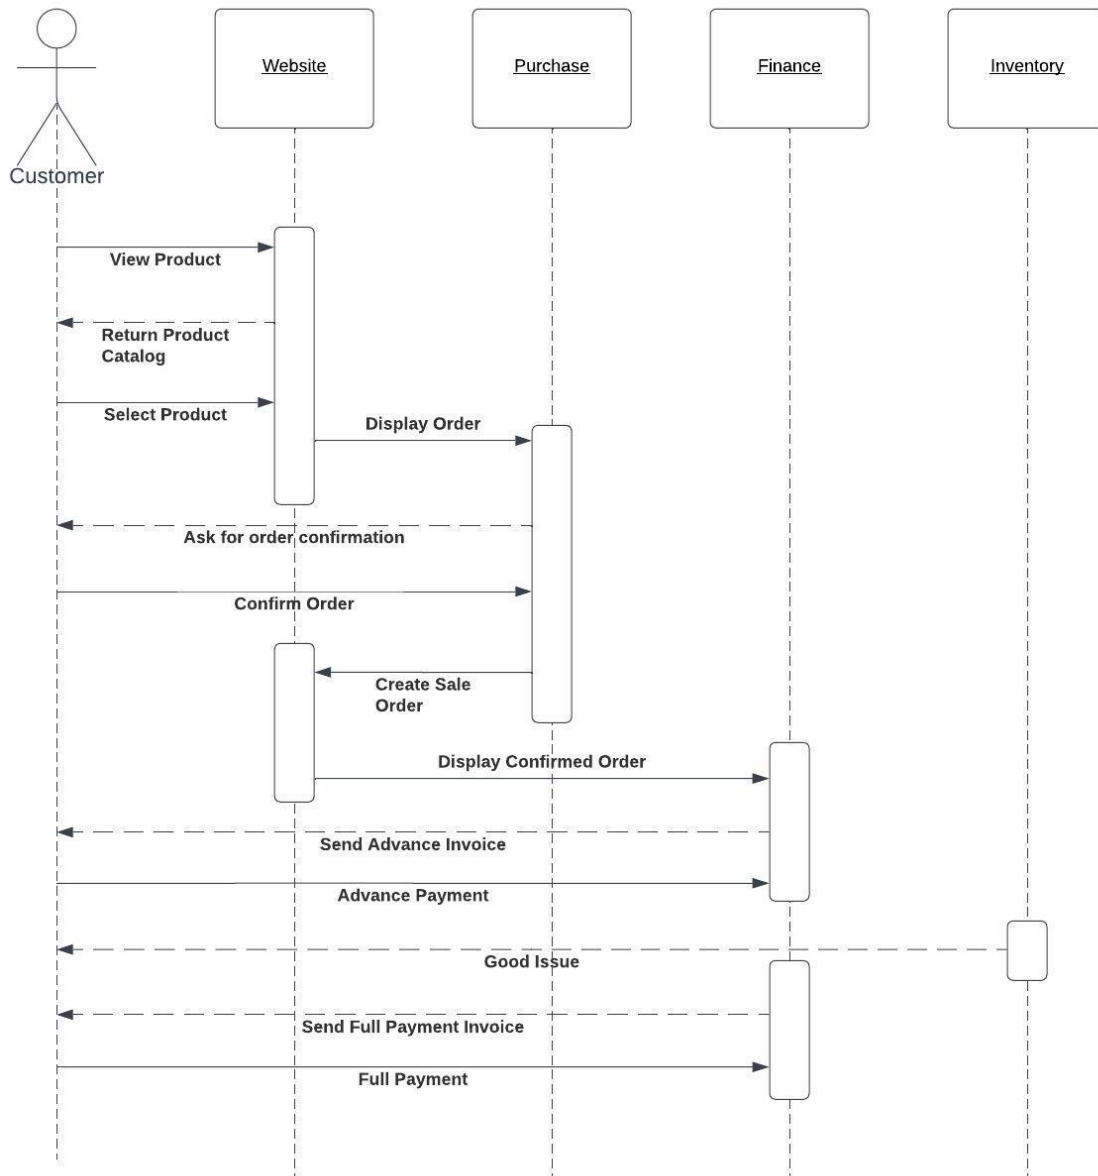 Website
Purchase
Finance
Inventory
Customer
View Product
Return Product
Catalog
Select Product
Display Order
Ask for order confirmation
Confirm Order
Create Sale
Order
Display Confirmed Order
Send Advance Invoice
Advance Payment
Good Issue
Send Full Payment Invoice
Full Payment